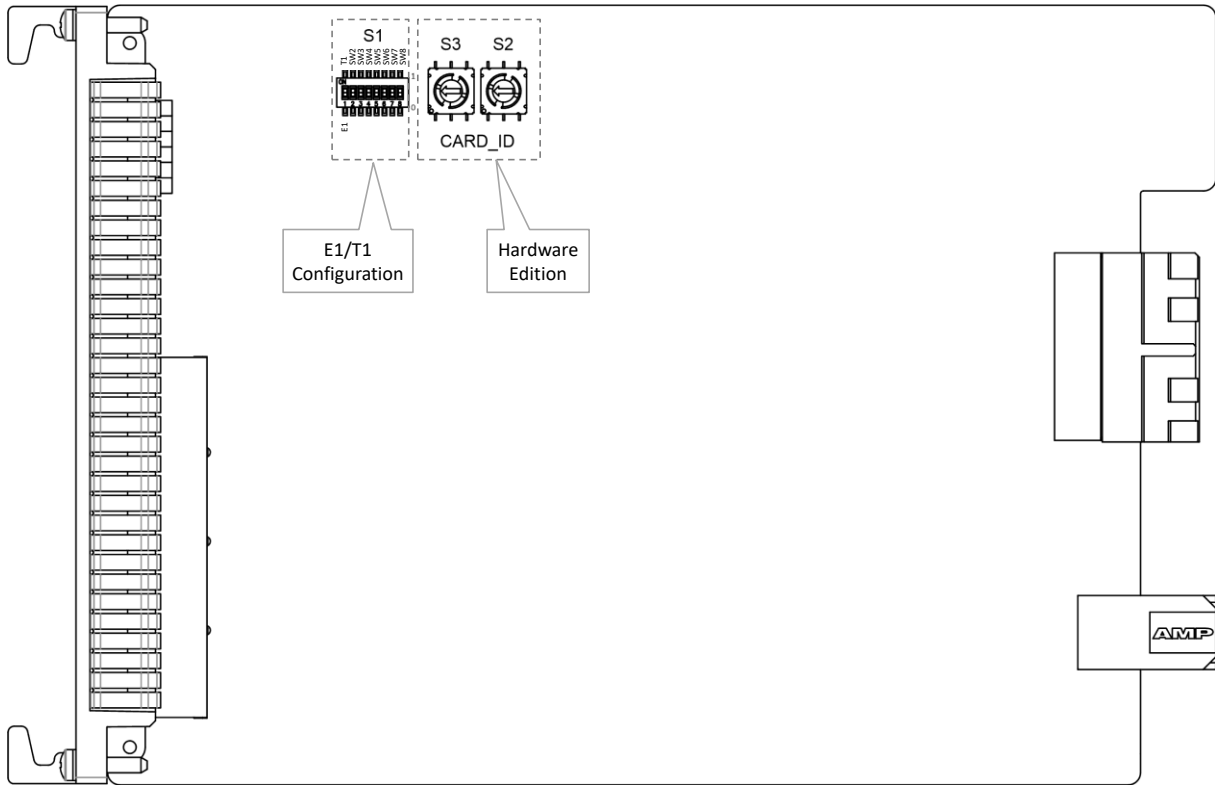 S1
T1
SW2
SW3
SW4
SW5
SW6
SW7
SW8
ON
1
1 2 3 4 5 6 7 8
0
E1
S3 S2
CARD_ID
E1/T1
Configuration
Hardware
Edition
AMP